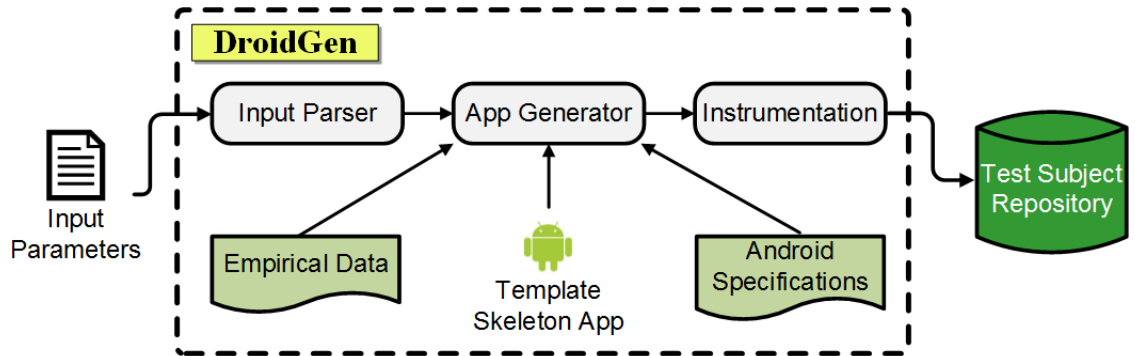 DroidGen
Input Parser
App Generator
Instrumentation
Input
Parameters
Test Subject
Repository
Empirical Data
Template
Skeleton App
Android
Specifications